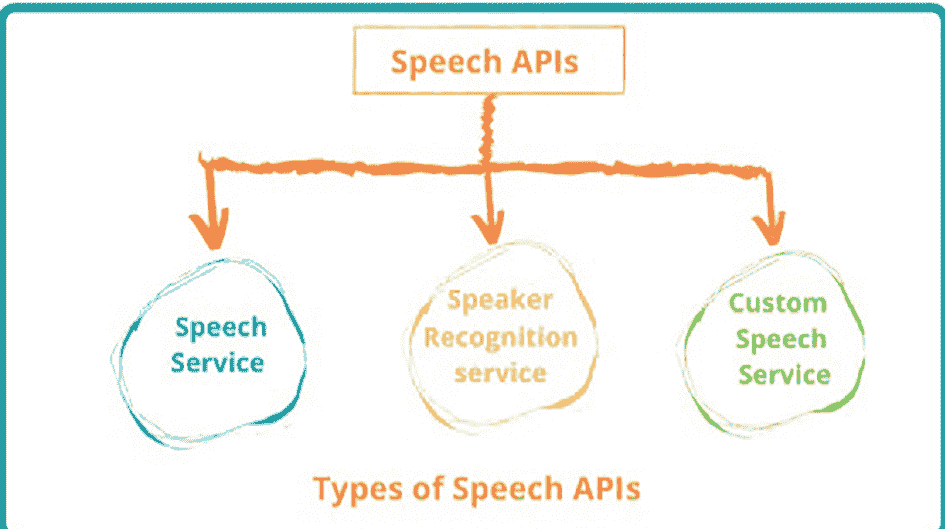 Speech APIs
Speech
Service
Speaker
Recognition
service
Custom
Speech
Service
Types of Speech APIs